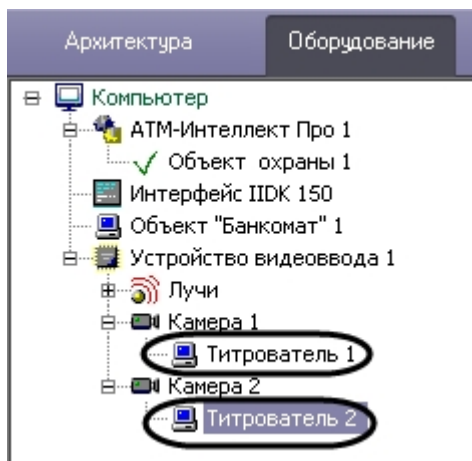 Архитектура Оборудование
Компьютер
АТМ-Интеллект Про 1
Объект охраны 1
Интерфейс IIDK 150
Объект "Банкомат" 1
Устройство видеоввода 1
Лучи
Камера 1
Титрователь 1
Камера 2
Титрователь 2